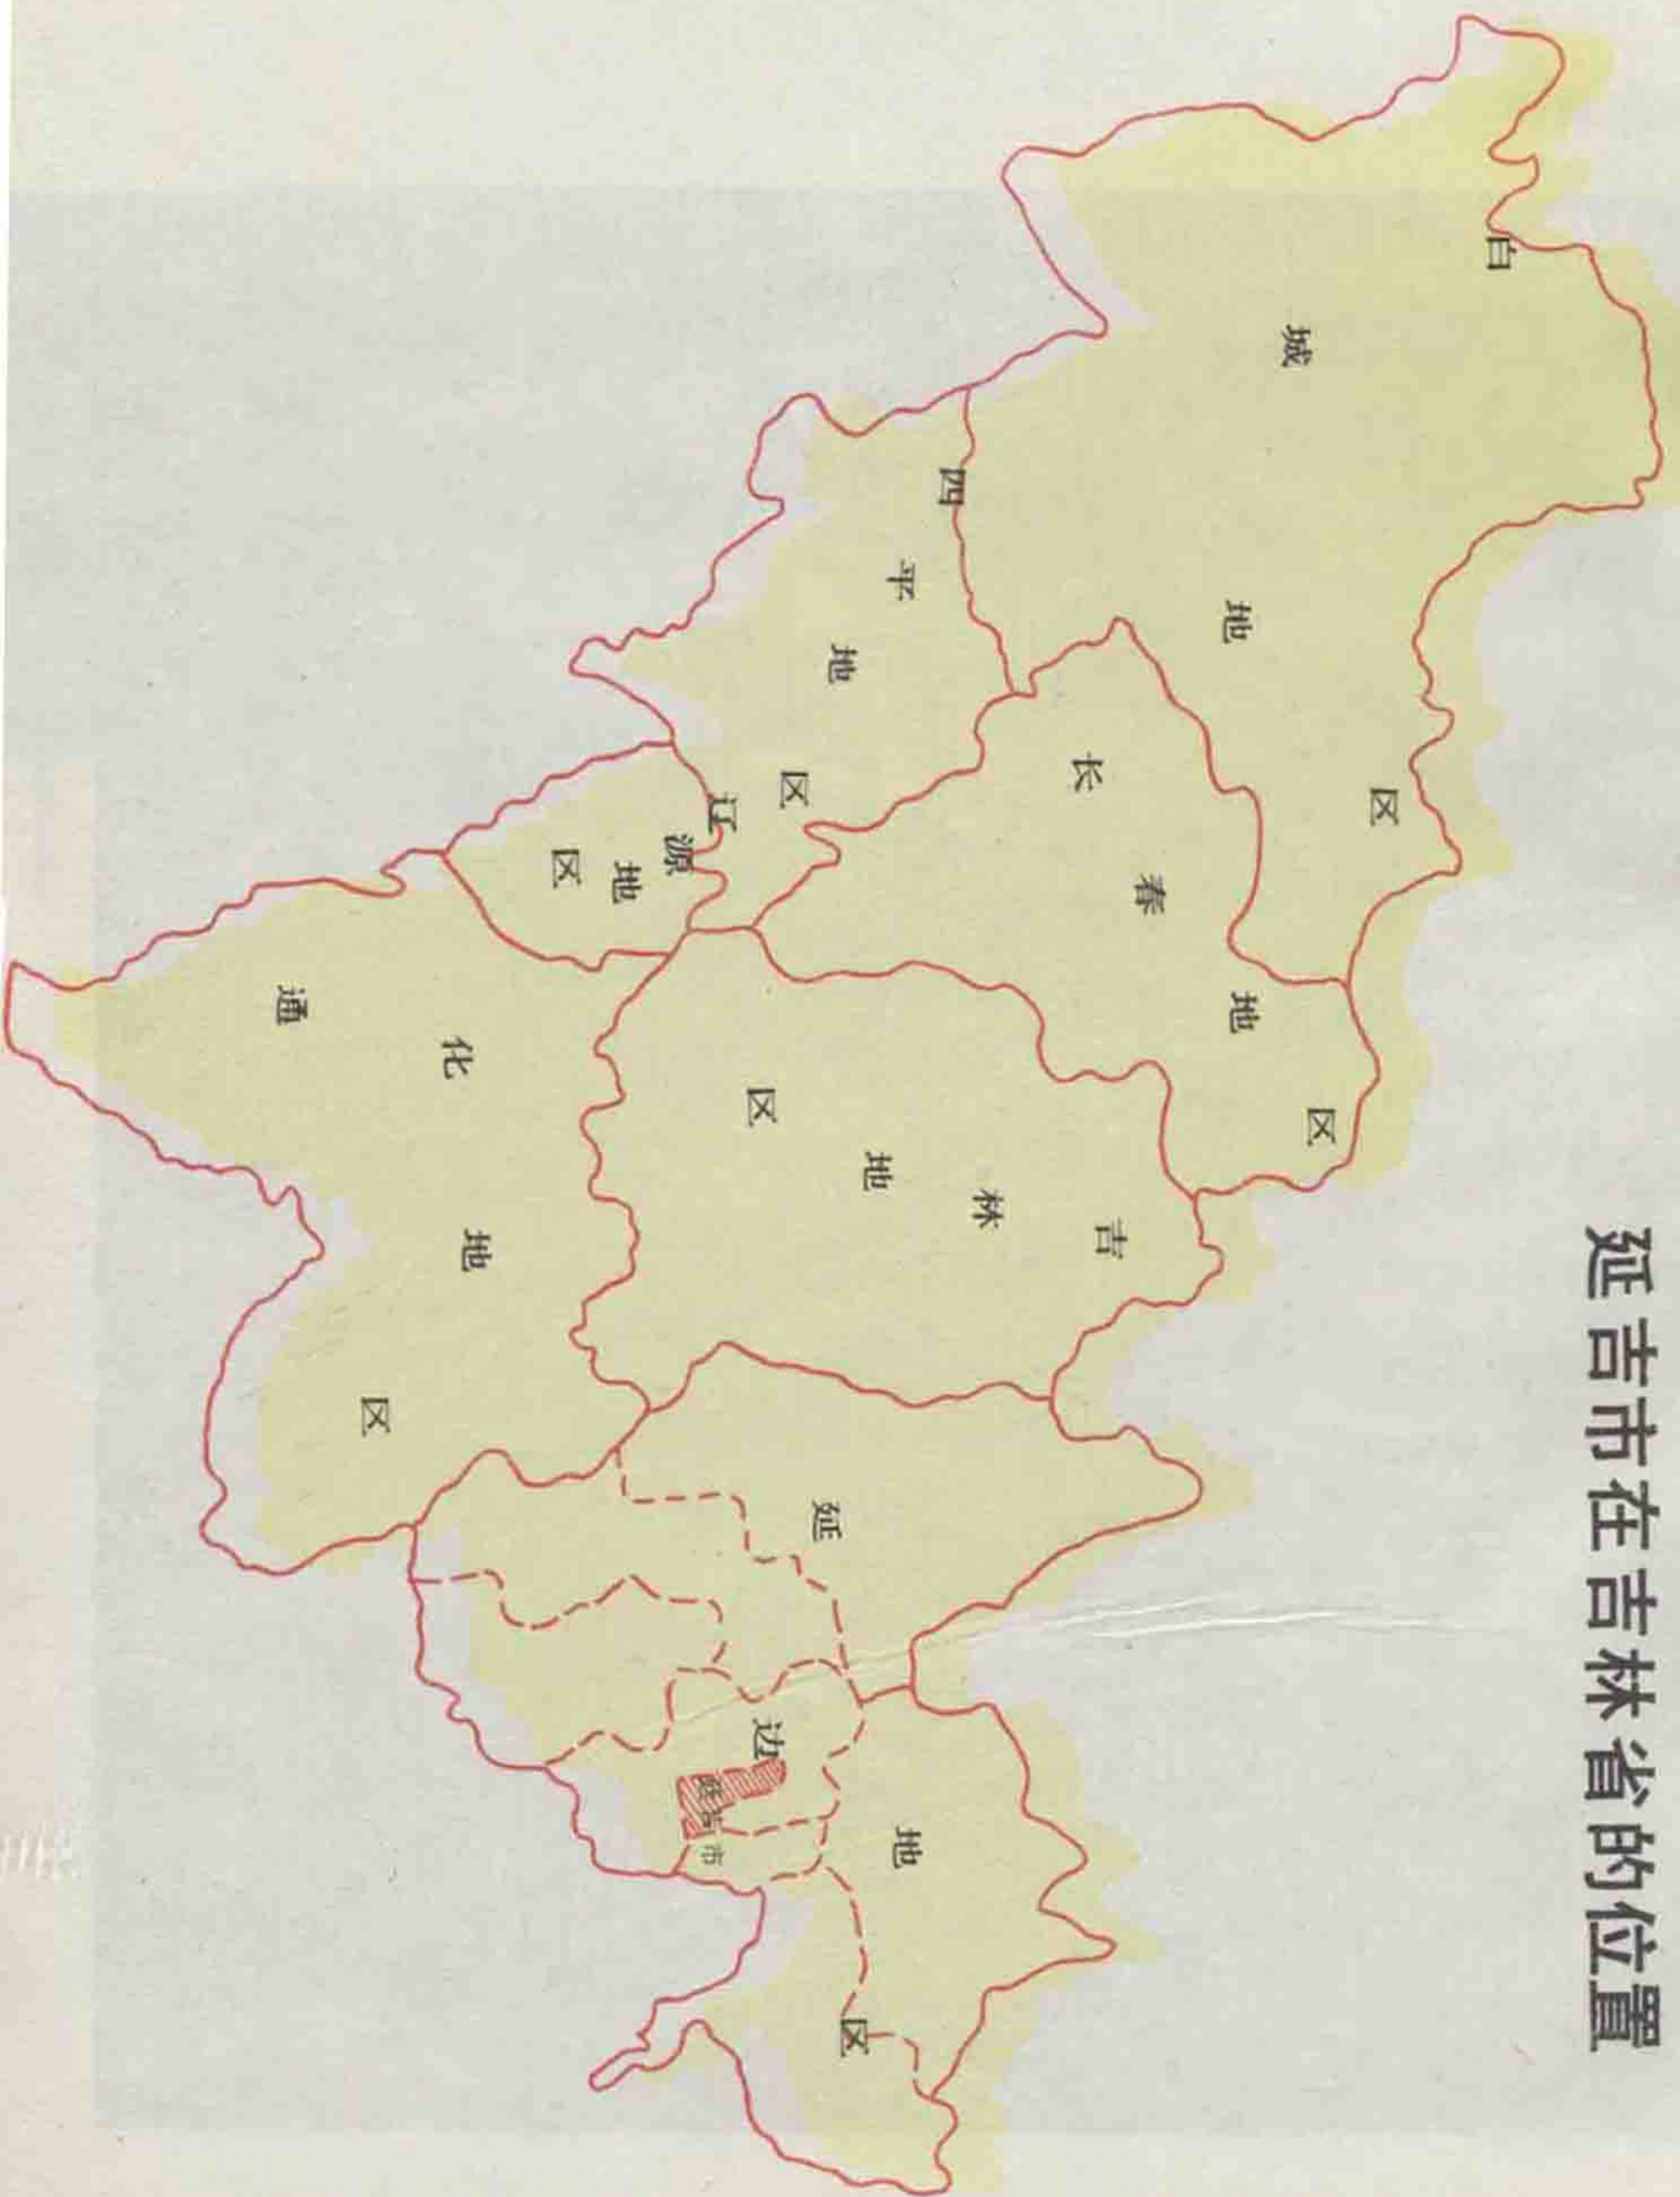 延吉市在吉林省的位置
白城地区
四平地区
长春地区
辽源地区
吉林地区
通化地区
延边地区
延吉市